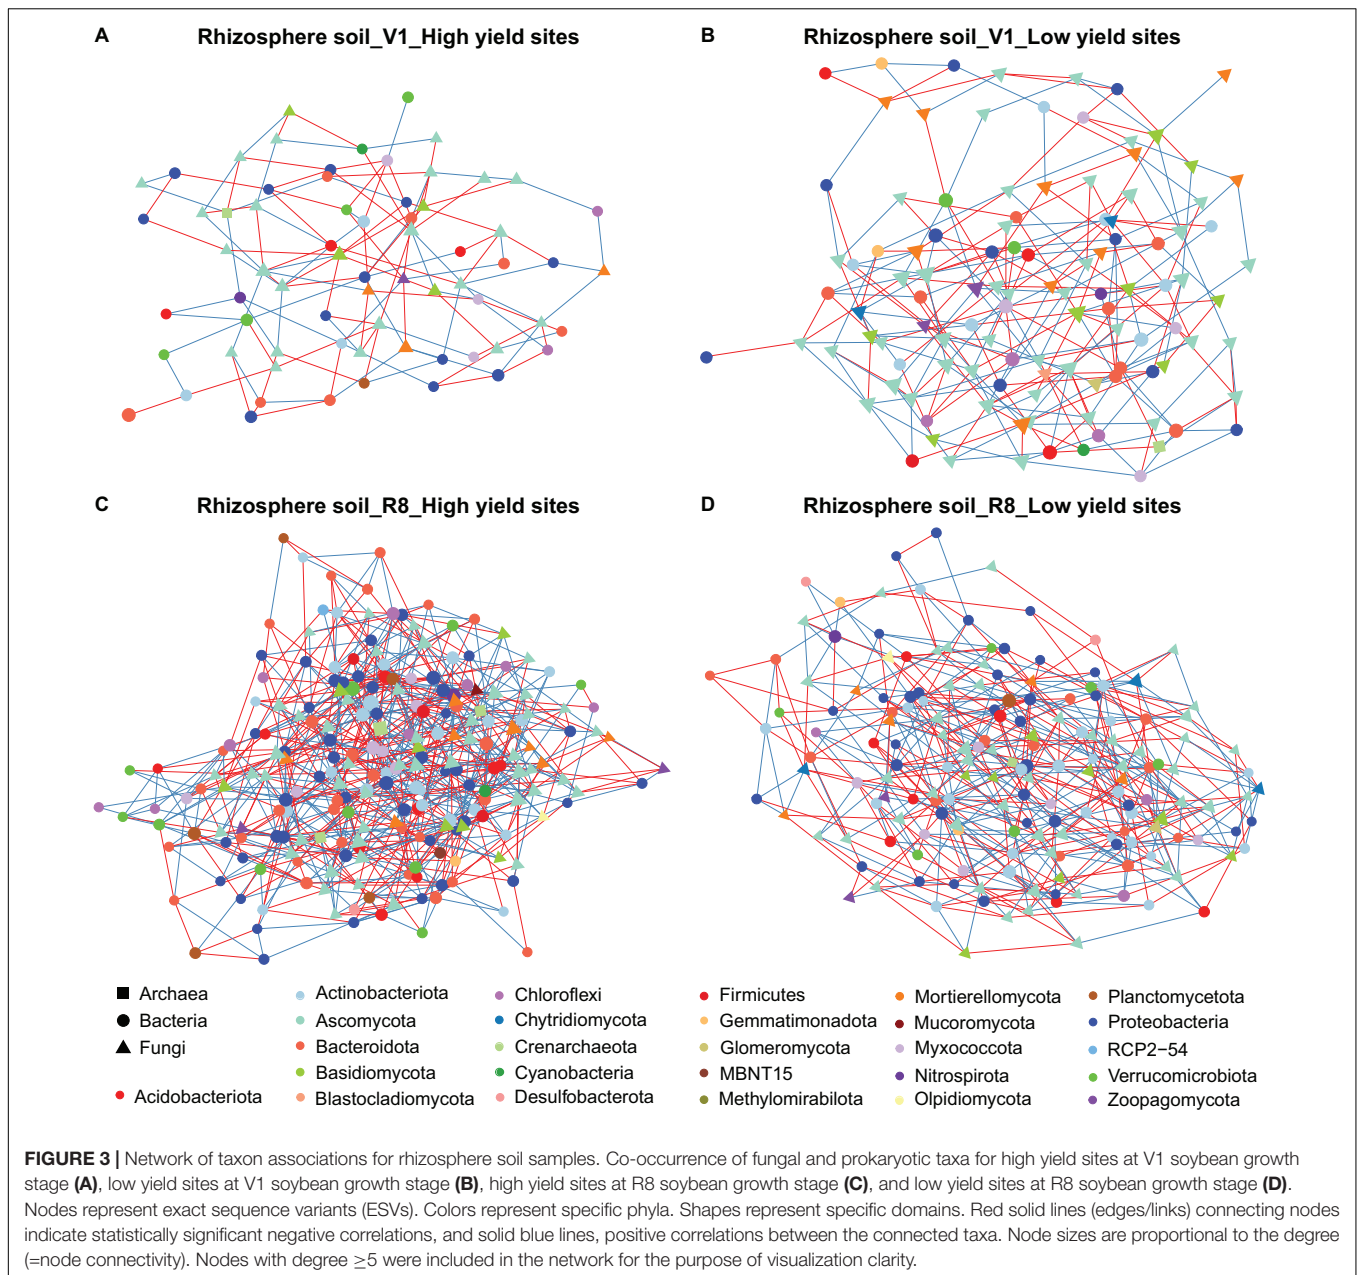 A Rhizosphere soil_V1_High yield sites
B Rhizosphere soil_V1_Low yield sites
C Rhizosphere soil_R8_High yield sites
D Rhizosphere soil_R8_Low yield sites
Archaea
Bacteria
Fungi
Acidobacteriota
Actinobacteriota
Ascomycota
Bacteroidota
Basidiomycota
Blastocladiomycota
Chloroflexi
Chytridiomycota
Crenarchaeota
Cyanobacteria
Desulfobacterota
Firmicutes
Gemmatimonadota
Glomeromycota
MBNT15
Methylomirabilota
Mortierellomycota
Mucoromycota
Myxococcota
Nitrospirota
Olpidiomycota
Planctomycetota
Proteobacteria
RCP2−54
Verrucomicrobiota
Zoopagomycota
FIGURE 3 | Network of taxon associations for rhizosphere soil samples. Co-occurrence of fungal and prokaryotic taxa for high yield sites at V1 soybean growth
stage (A), low yield sites at V1 soybean growth stage (B), high yield sites at R8 soybean growth stage (C), and low yield sites at R8 soybean growth stage (D).
Nodes represent exact sequence variants (ESVs). Colors represent specific phyla. Shapes represent specific domains. Red solid lines (edges/links) connecting nodes
indicate statistically significant negative correlations, and solid blue lines, positive correlations between the connected taxa. Node sizes are proportional to the degree
(=node connectivity). Nodes with degree ≥5 were included in the network for the purpose of visualization clarity.